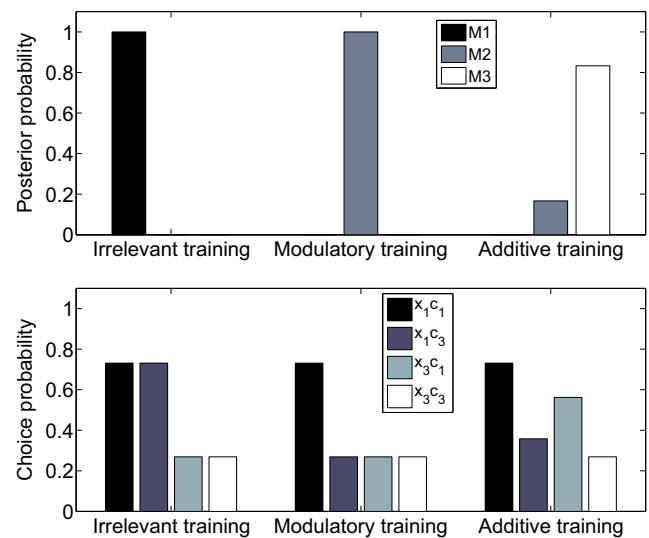 Posterior probability
1
0.8
0.6
0.4
0.2
0
M1
M2
M3
Irrelevant training Modulatory training Additive training
Choice probability
1
0.8
0.6
0.4
0.2
0
x₁c₁
x₁c₃
x₃c₁
x₃c₃
Irrelevant training Modulatory training Additive training